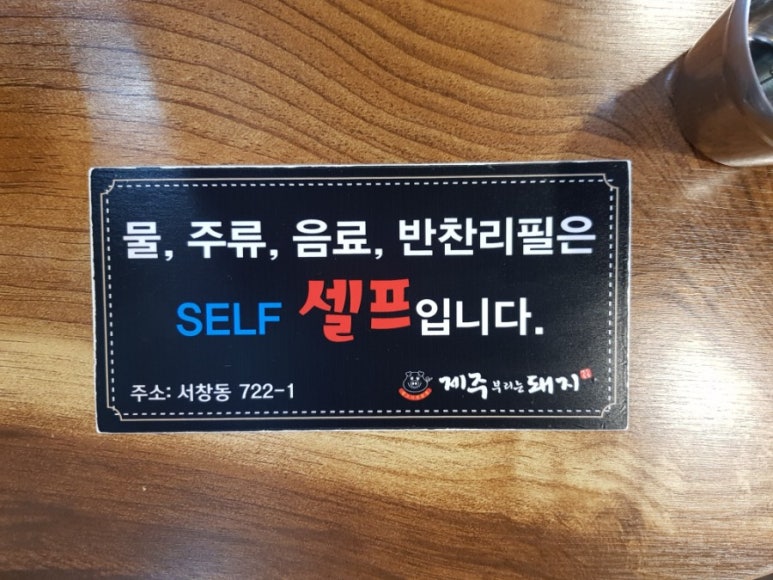 물, 주류, 음료, 반찬리필은
SELF 셀프입니다.
주소: 서창동 722-1
제주 부리는 돼지